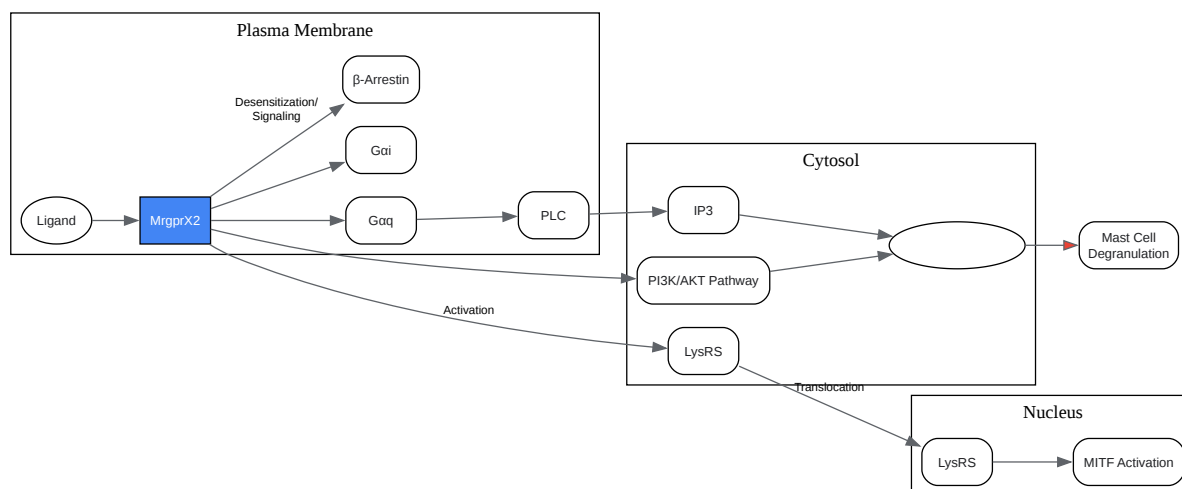 Plasma Membrane
β-Arrestin
Desensitization/
Signaling
Gαi
Ligand
MrgprX2
Gαq
PLC
Cytosol
IP3
PI3K/AKT Pathway
Mast Cell
Degranulation
Activation
LysRS
Translocation
Nucleus
LysRS
MITF Activation